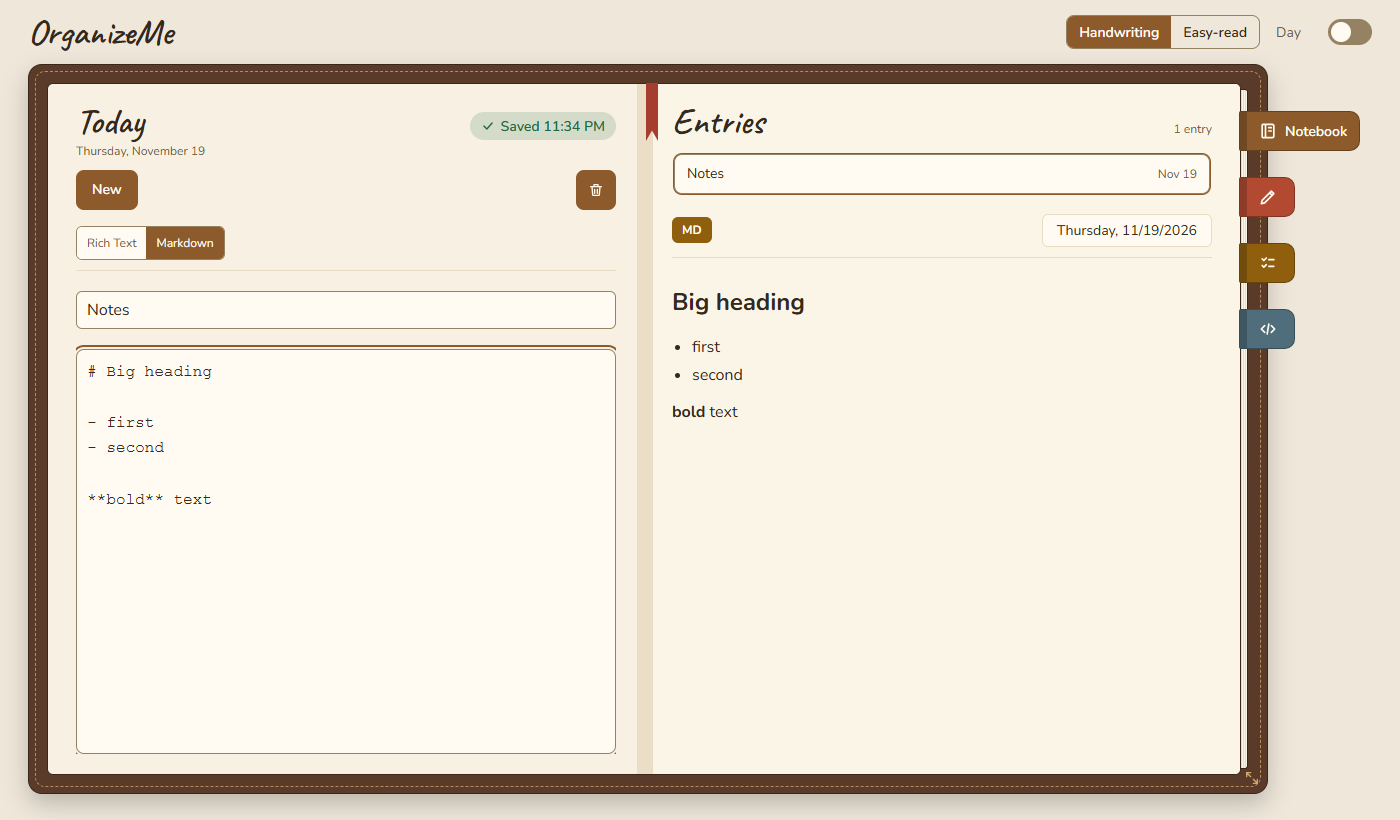 OrganizeMe
Handwriting Easy-read Day
Today
Saved 11:34 PM
Thursday, November 19
New
Rich Text Markdown
Notes
# Big heading
- first
- second
**bold** text
Entries
1 entry
Notes Nov 19
MD Thursday, 11/19/2026
Big heading
• first
• second
bold text
Notebook